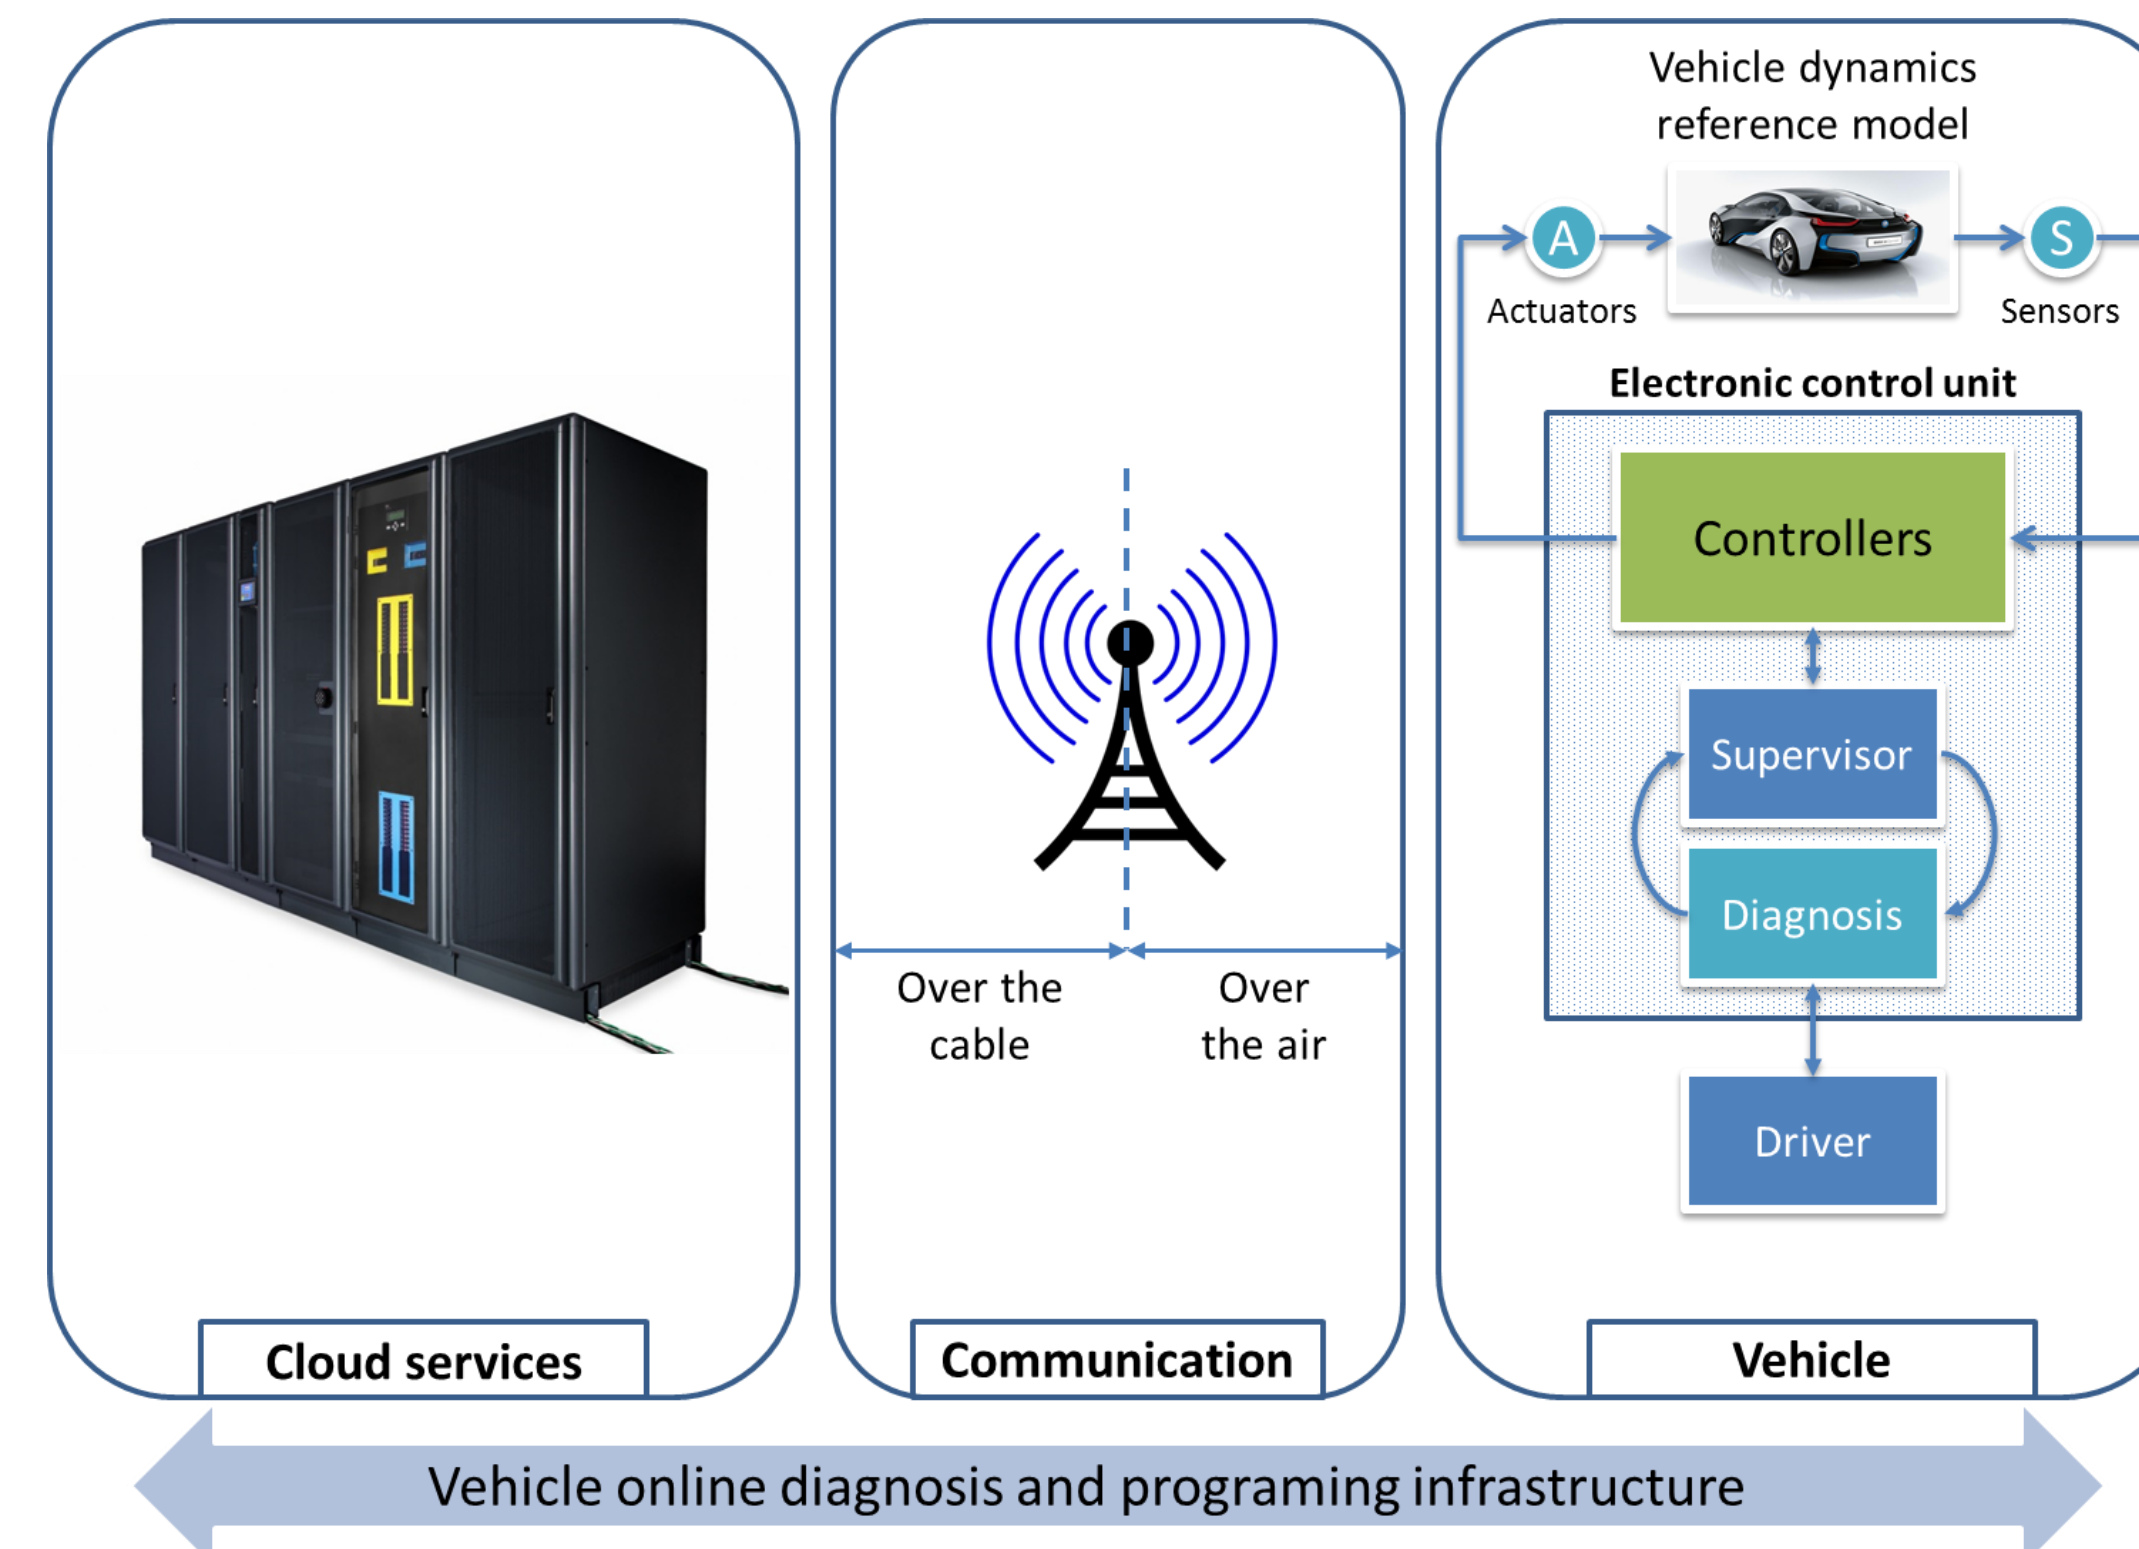 Vehicle dynamics
reference model
A
S
Actuators
Sensors
Electronic control unit
Controllers
Supervisor
Diagnosis
Driver
Over the
cable
Over
the air
Cloud services
Communication
Vehicle
Vehicle online diagnosis and programing infrastructure